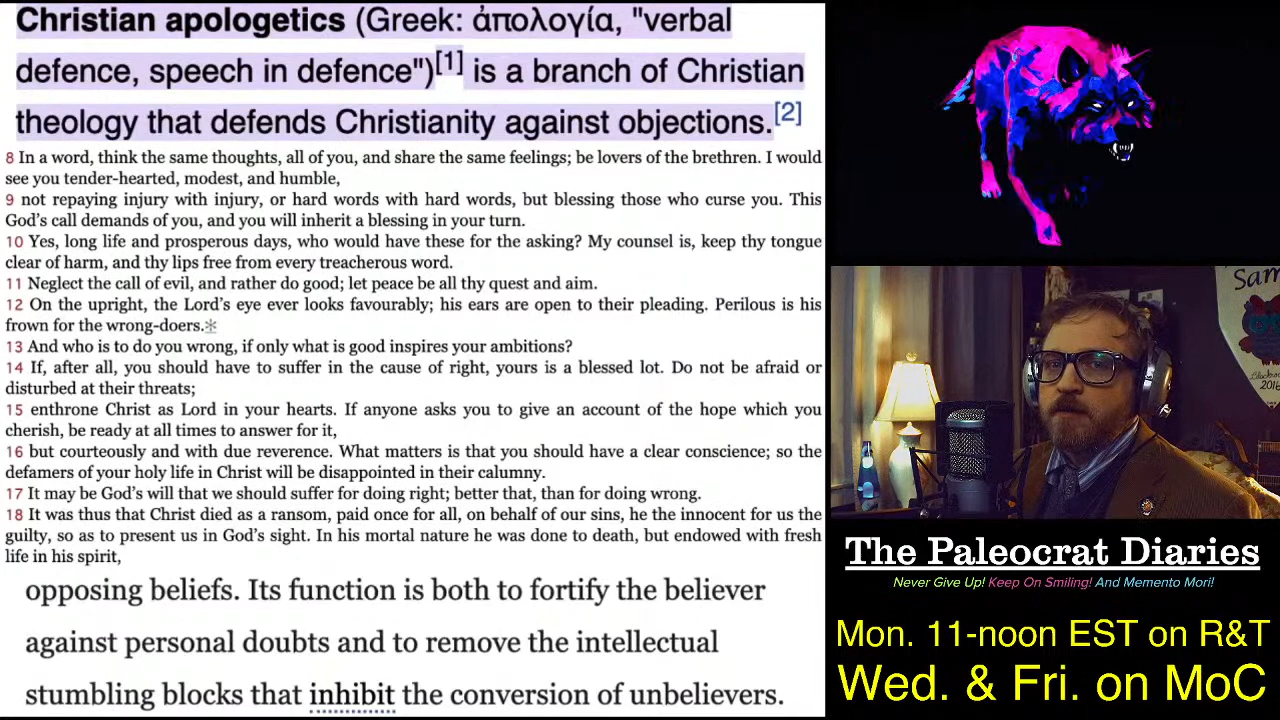 Christian apologetics (Greek: ἀπολογία, "verbal
defence, speech in defence")[1] is a branch of Christian
theology that defends Christianity against objections.[2]
8 In a word, think the same thoughts, all of you, and share the same feelings; be lovers of the brethren. I would
see you tender-hearted, modest, and humble,
9 not repaying injury with injury, or hard words with hard words, but blessing those who curse you. This
God's call demands of you, and you will inherit a blessing in your turn.
10 Yes, long life and prosperous days, who would have these for the asking? My counsel is, keep thy tongue
clear of harm, and thy lips free from every treacherous word.
11 Neglect the call of evil, and rather do good; let peace be all thy quest and aim.
12 On the upright, the Lord's eye ever looks favourably; his ears are open to their pleading. Perilous is his
frown for the wrong-doers.*
13 And who is to do you wrong, if only what is good inspires your ambitions?
14 If, after all, you should have to suffer in the cause of right, yours is a blessed lot. Do not be afraid or
disturbed at their threats;
15 enthrone Christ as Lord in your hearts. If anyone asks you to give an account of the hope which you
cherish, be ready at all times to answer for it,
16 but courteously and with due reverence. What matters is that you should have a clear conscience; so the
defamers of your holy life in Christ will be disappointed in their calumny.
17 It may be God's will that we should suffer for doing right; better that, than for doing wrong.
18 It was thus that Christ died as a ransom, paid once for all, on behalf of our sins, he the innocent for us the
guilty, so as to present us in God's sight. In his mortal nature he was done to death, but endowed with fresh
life in his spirit,
opposing beliefs. Its function is both to fortify the believer
against personal doubts and to remove the intellectual
stumbling blocks that inhibit the conversion of unbelievers.
Sam
2016
The Paleocrat Diaries
Never Give Up! Keep On Smiling! And Memento Mori!
Mon. 11-noon EST on R&T
Wed. & Fri. on MoC